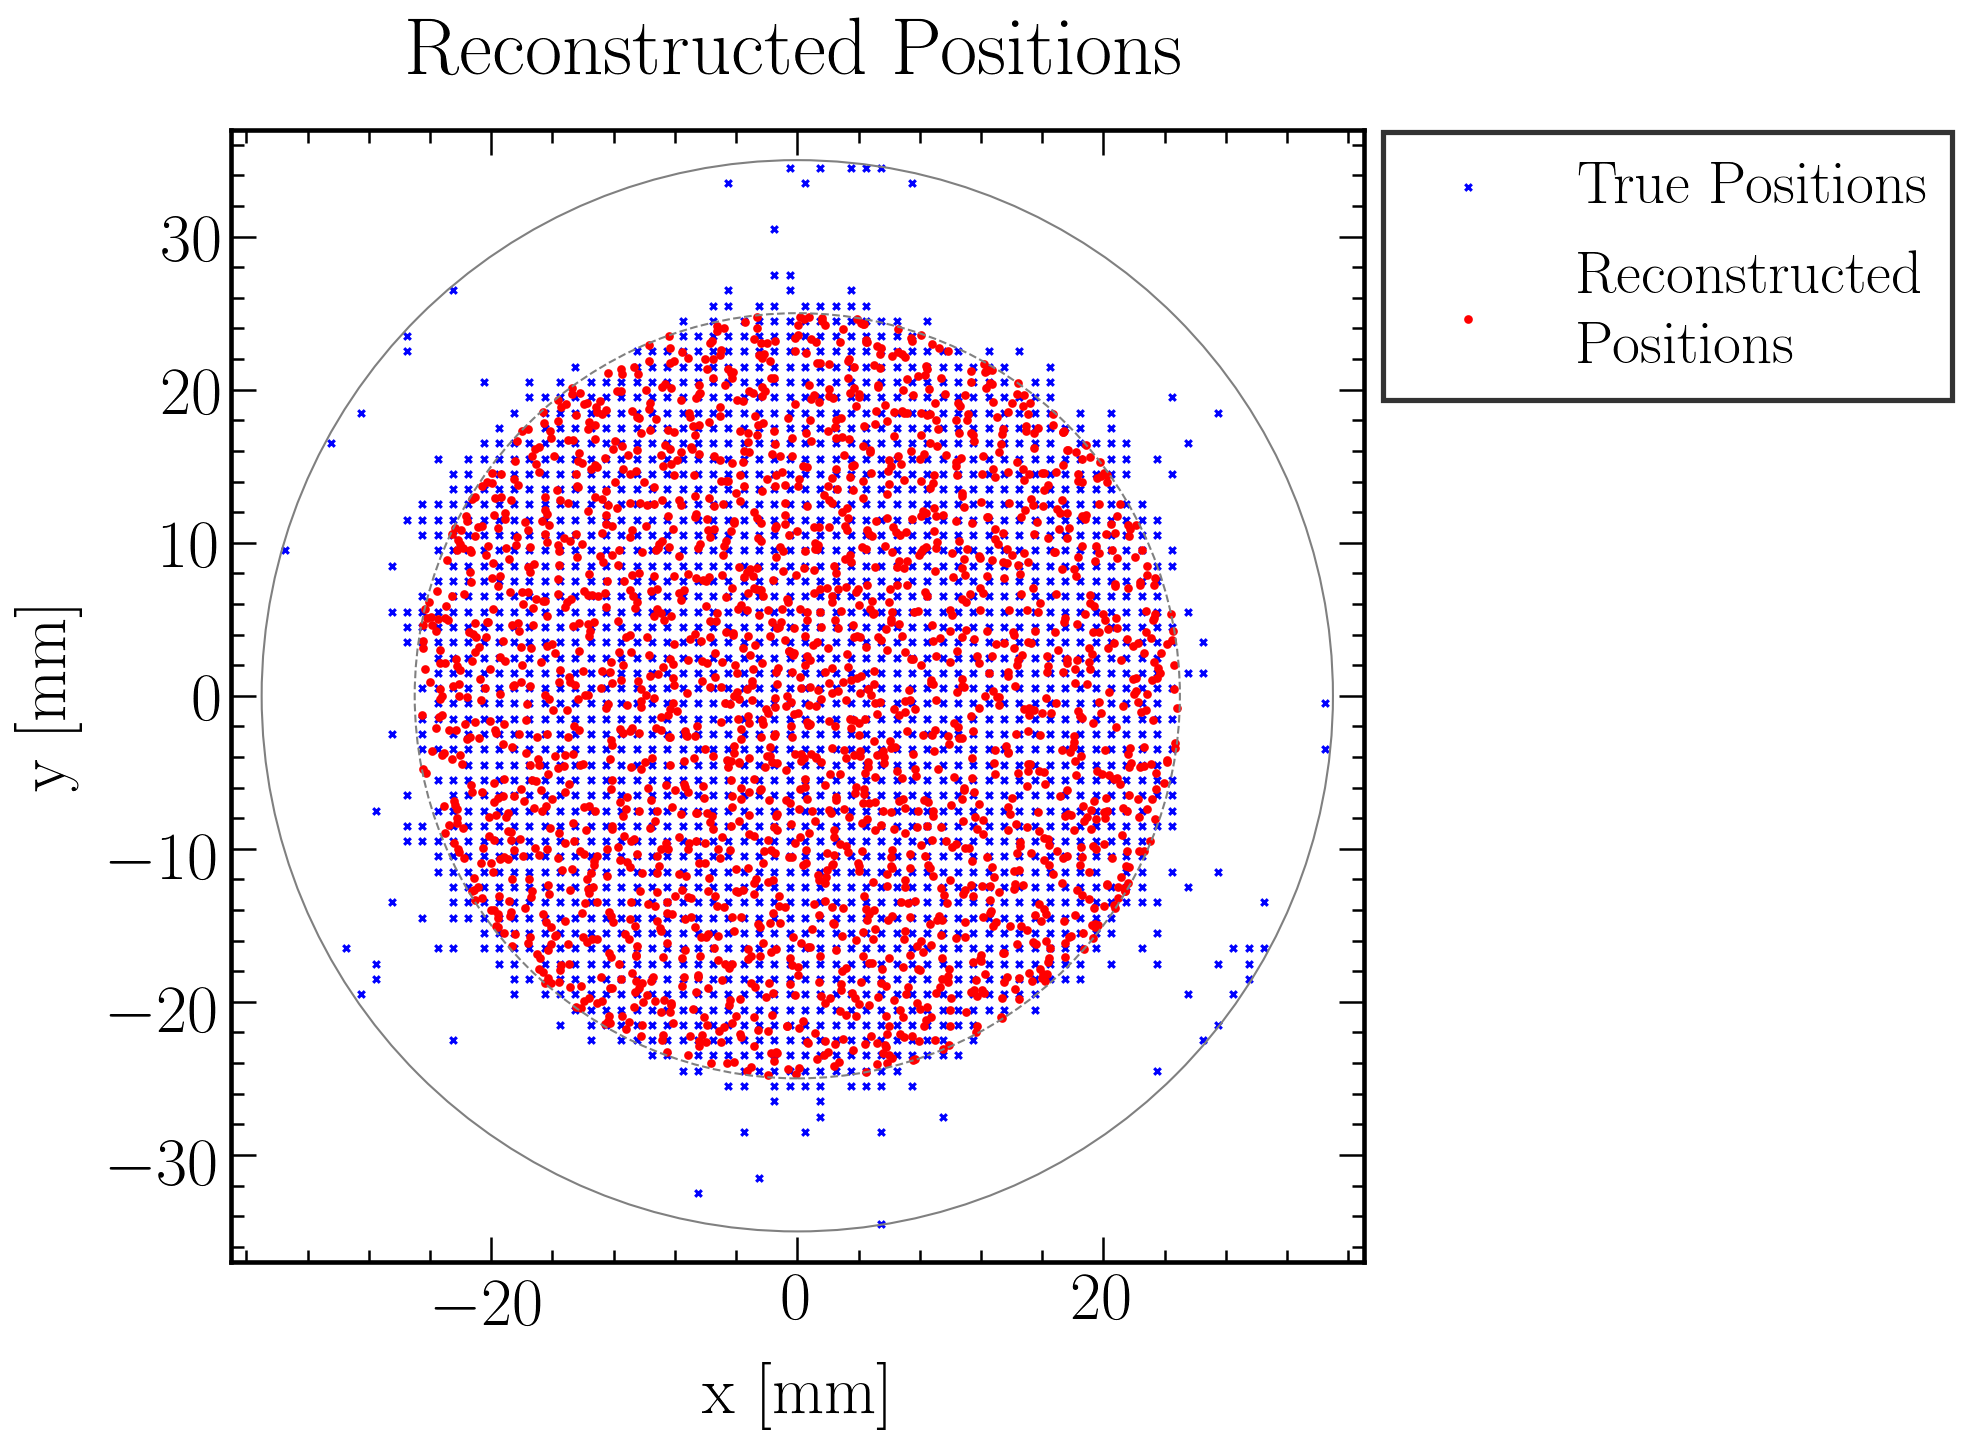 Reconstructed Positions
True Positions
Reconstructed
Positions
30
20
10
0
−10
−20
−30
y [mm]
−20 0 20
x [mm]